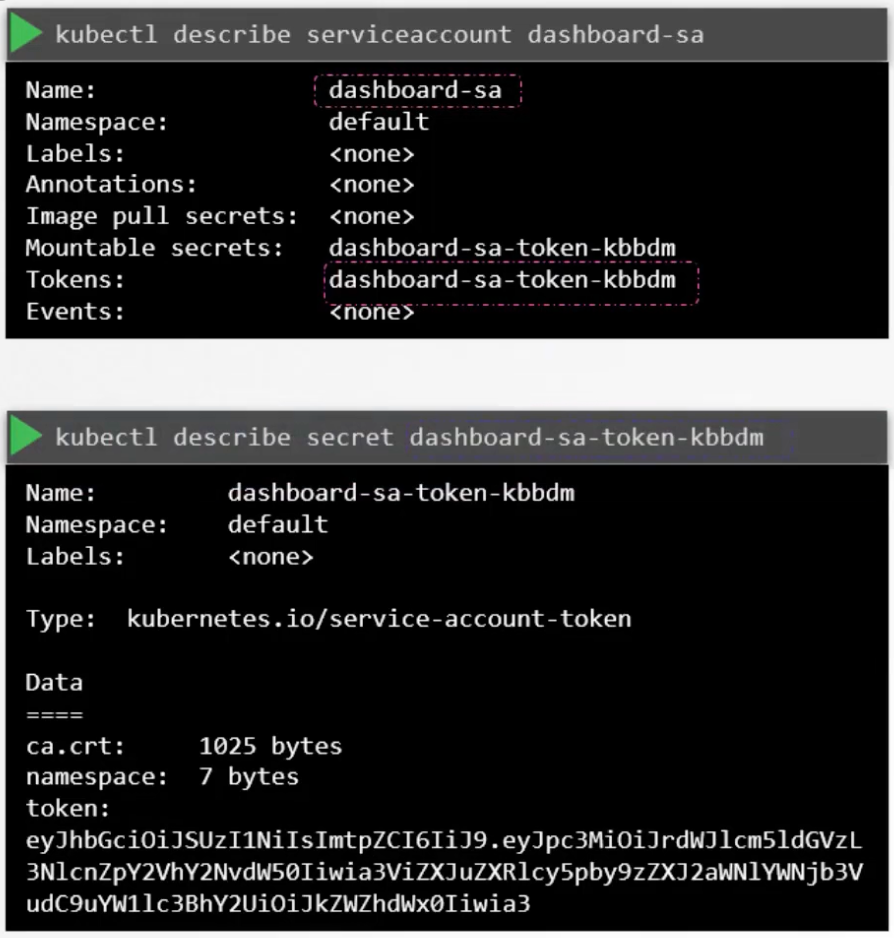 kubectl describe serviceaccount dashboard-sa
Name: dashboard-sa
Namespace: default
Labels: <none>
Annotations: <none>
Image pull secrets: <none>
Mountable secrets: dashboard-sa-token-kbbdm
Tokens: dashboard-sa-token-kbbdm
Events: <none>
kubectl describe secret dashboard-sa-token-kbbdm
Name: dashboard-sa-token-kbbdm
Namespace: default
Labels: <none>
Type: kubernetes.io/service-account-token
Data
====
ca.crt: 1025 bytes
namespace: 7 bytes
token:
eyJhbGciOiJSUzI1NiIsImtpZCI6IiJ9.eyJpc3MiOiJrdWJlcm5ldGVzL
3NlcnZpY2VhY2NvdW50Iiwia3ViZXJuZXRlcy5pby9zZXJ2aWNlYWNjb3V
udC9uYW1lc3BhY2UiOiJkZWZhdWx0Iiwia3